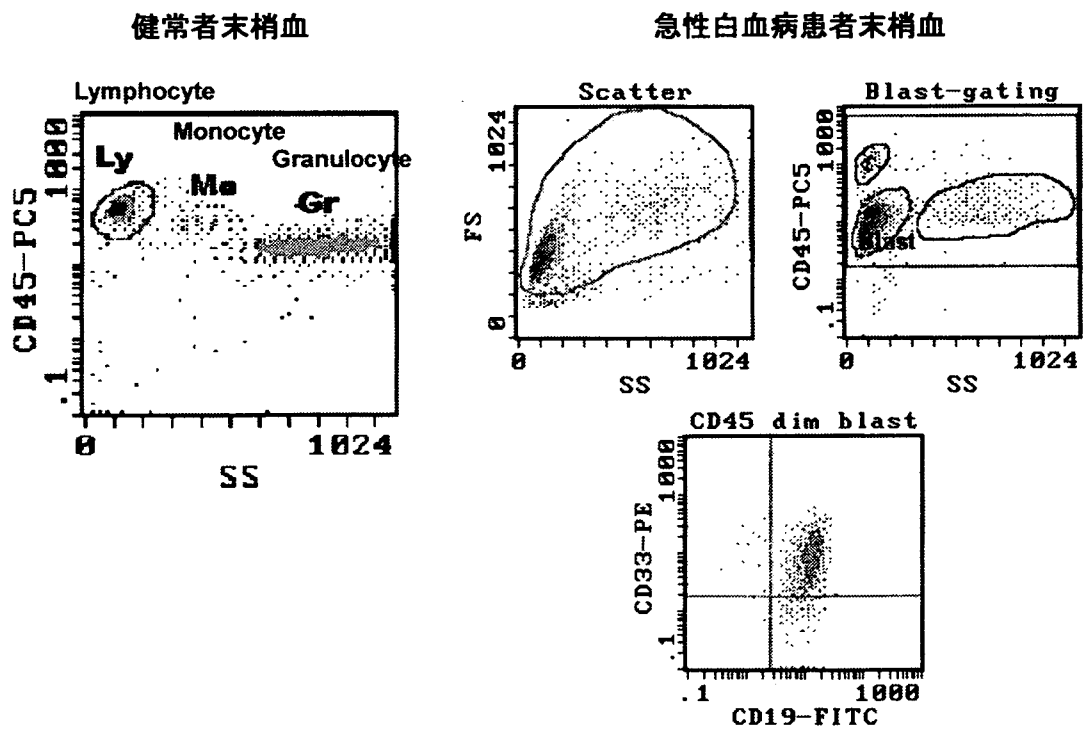 健常者末梢血
急性白血病患者末梢血
Lymphocyte
Monocyte
Granulocyte
Ly
Mo
Gr
CD45-PC5
1000
.1
0
1024
SS
Scatter
FS
1024
0
0
1024
SS
Blast-gating
CD45-PC5
1000
.1
Blast
0
1024
SS
CD45 dim blast
CD33-PE
1000
.1
.1
1000
CD19-FITC